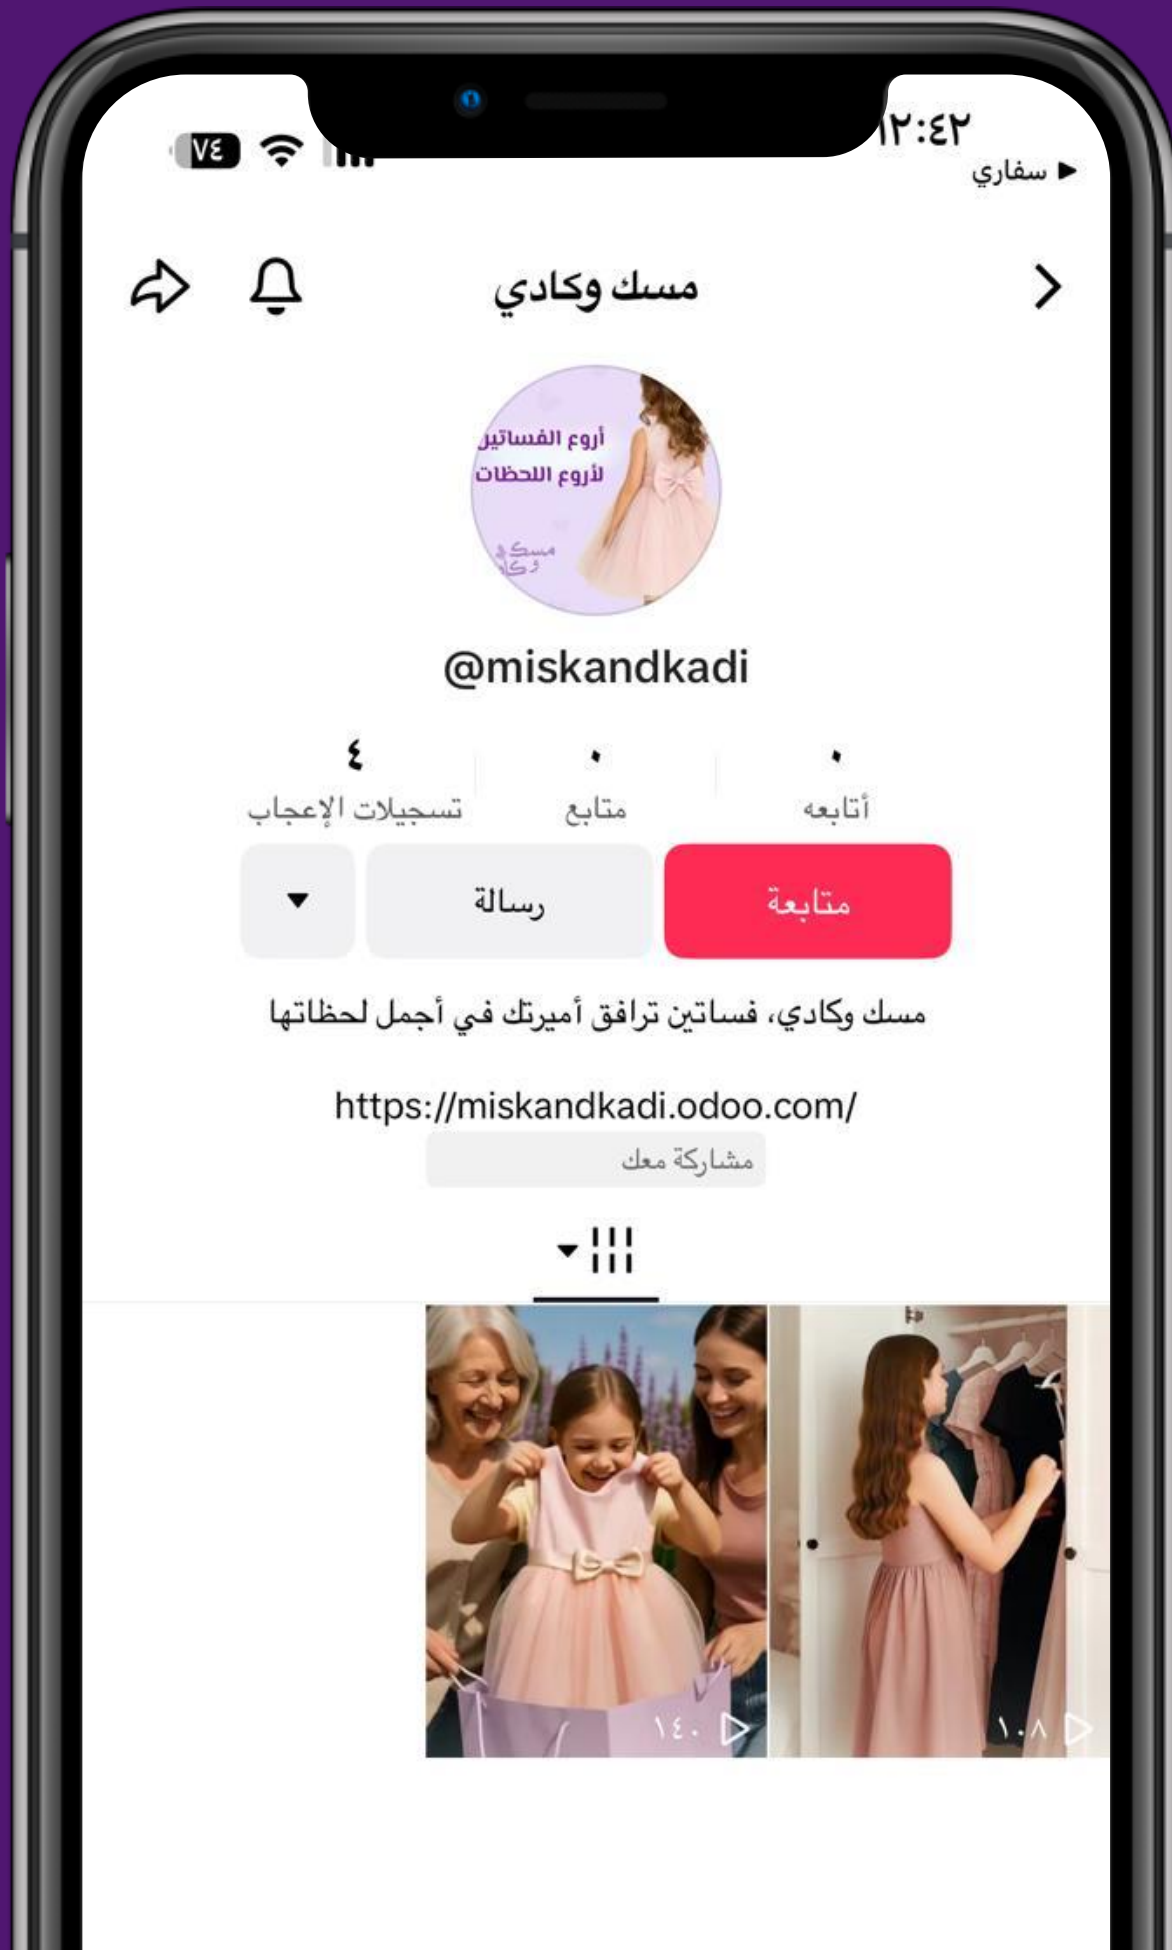 ١٢:٤٢
٧٤
سفاري
مسك وكادي
أروع الفساتين
لأروع اللحظات
مسك
@miskandkadi
٠
٠
٤
أتابعه
متابع
تسجيلات الإعجاب
متابعة
رسالة
مسك وكادي، فساتين ترافق أميرتك في أجمل لحظاتها
https://miskandkadi.odoo.com/
مشاركة معك
١٠٨
١٤٠